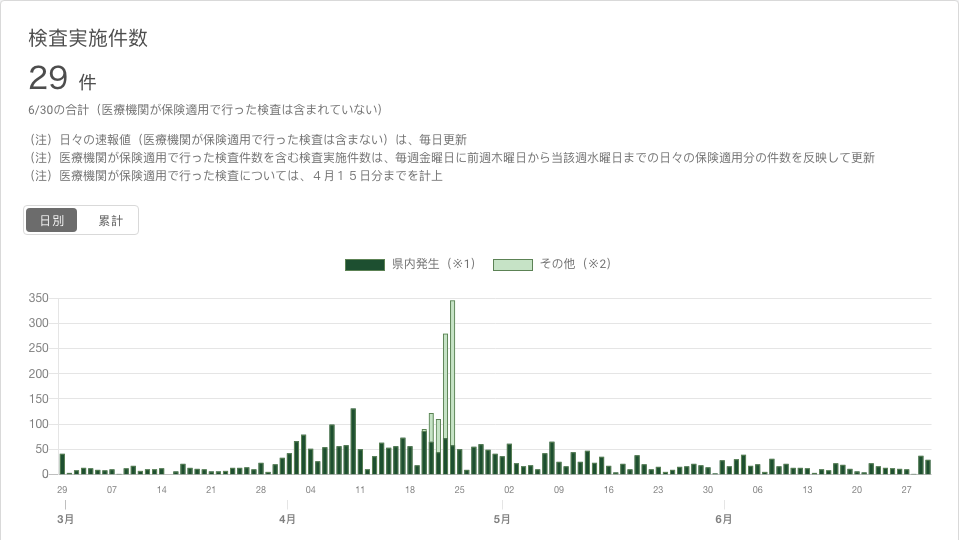 検査実施件数
29 件
6/30の合計（医療機関が保険適用で行った検査は含まれていない）
（注）日々の速報値（医療機関が保険適用で行った検査は含まない）は、毎日更新
（注）医療機関が保険適用で行った検査件数を含む検査実施件数は、毎週金曜日に前週木曜日から当該週水曜日までの日々の保険適用分の件数を反映して更新
（注）医療機関が保険適用で行った検査については、４月１５日分までを計上
日別 累計
県内発生（※1） その他（※2）
350
300
250
200
150
100
50
0
29 07 14 21 28 04 11 18 25 02 09 16 23 30 06 13 20 27
3月 4月 5月 6月